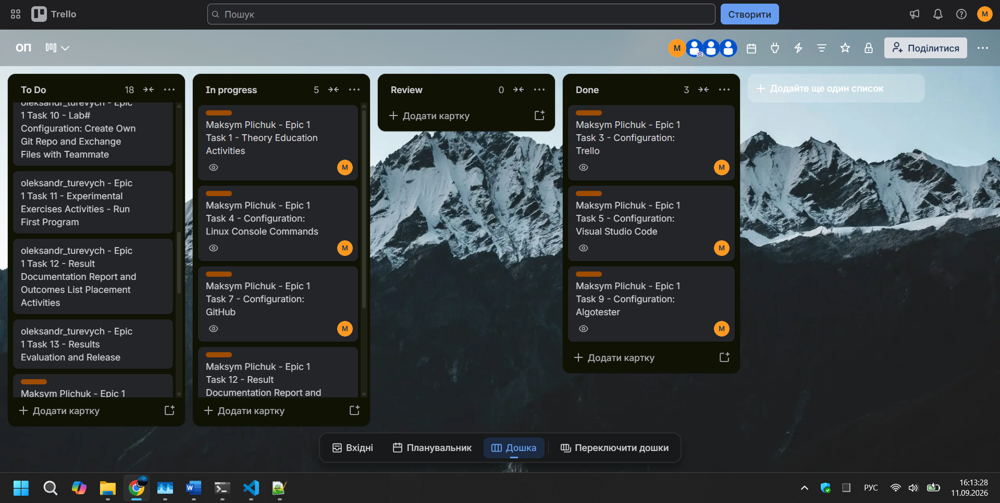 Trello
Пошук
Створити
M
ОП
M
Поділитися
To Do
18
oleksandr_turevych - Epic
1 Task 10 - Lab#
Configuration: Create Own
Git Repo and Exchange
Files with Teammate
oleksandr_turevych - Epic
1 Task 11 - Experimental
Exercises Activities - Run
First Program
oleksandr_turevych - Epic
1 Task 12 - Result
Documentation Report and
Outcomes List Placement
Activities
oleksandr_turevych - Epic
1 Task 13 - Results
Evaluation and Release
Maksym Plichuk - Epic 1
Додати картку
In progress
5
Maksym Plichuk - Epic 1
Task 1 - Theory Education
Activities
M
Maksym Plichuk - Epic 1
Task 4 - Configuration:
Linux Console Commands
M
Maksym Plichuk - Epic 1
Task 7 - Configuration:
GitHub
M
Maksym Plichuk - Epic 1
Task 12 - Result
Documentation Report and
Додати картку
Review
0
Додати картку
Done
3
Maksym Plichuk - Epic 1
Task 3 - Configuration:
Trello
M
Maksym Plichuk - Epic 1
Task 5 - Configuration:
Visual Studio Code
M
Maksym Plichuk - Epic 1
Task 9 - Configuration:
Algotester
M
Додати картку
Додайте ще один список
Вхідні
Планувальник
Дошка
Переключити дошки
РУС
16:13:28
11.09.2026